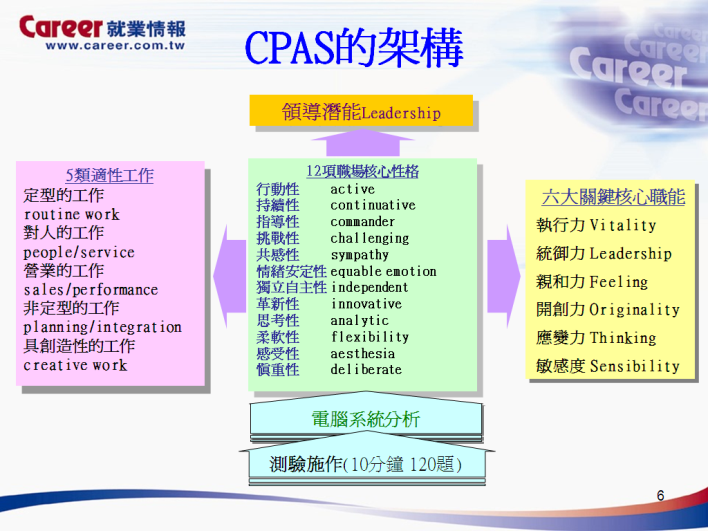 Career 就業情報
www.career.com.tw
CPAS的架構
Career
Career
Career
Career
領導潛能Leadership
5類適性工作
定型的工作
routine work
對人的工作
people/service
營業的工作
sales/performance
非定型的工作
planning/integration
具創造性的工作
creative work
12項職場核心性格
行動性 active
持續性 continuative
指導性 commander
挑戰性 challenging
共感性 sympathy
情緒安定性 equable emotion
獨立自主性 independent
革新性 innovative
思考性 analytic
柔軟性 flexibility
感受性 aesthesia
慎重性 deliberate
六大關鍵核心職能
執行力 Vitality
統御力 Leadership
親和力 Feeling
開創力 Originality
應變力 Thinking
敏感度 Sensibility
電腦系統分析
測驗施作(10分鐘 120題)
6